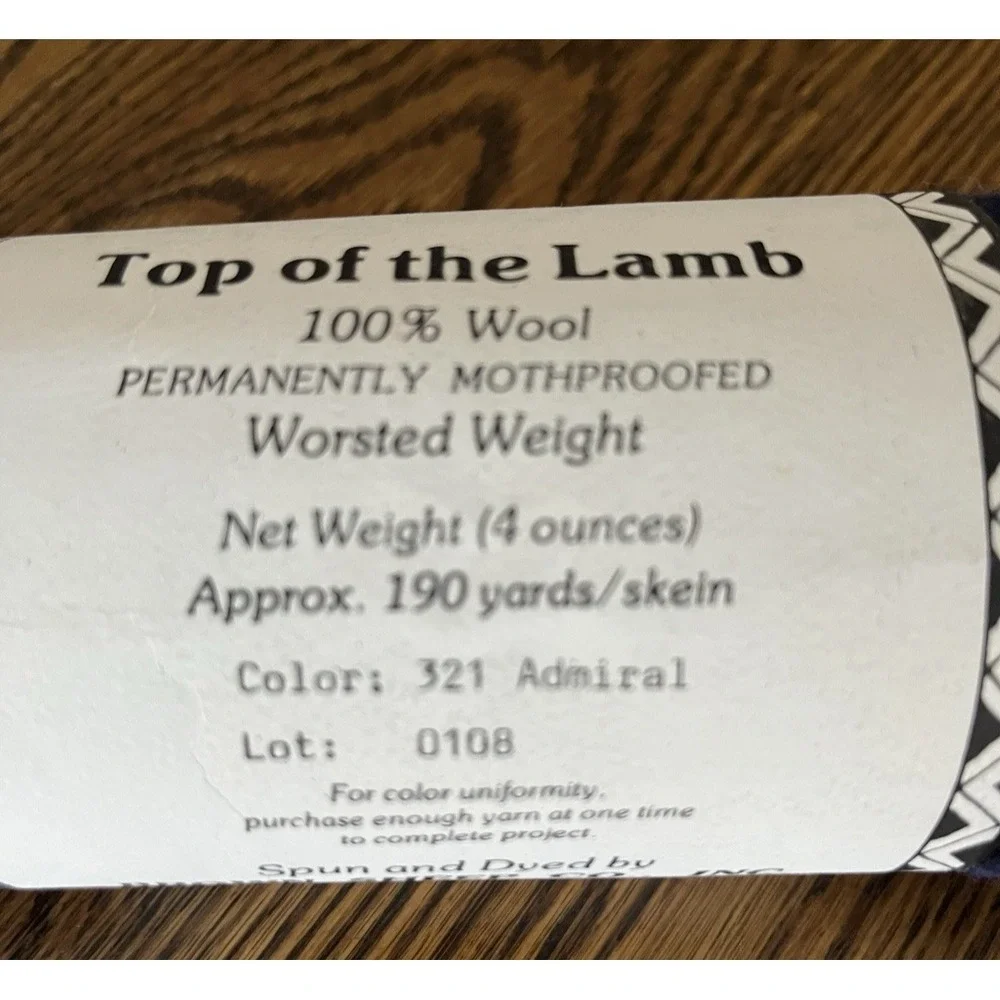 Top of the Lamb
100% Wool
PERMANENTLY MOTHPROOFED
Worsted Weight
Net Weight (4 ounces)
Approx. 190 yards/skein
Color: 321 Admiral
Lot: 0108
For color uniformity,
purchase enough yarn at one time
to complete project.
Spun and Dyed by